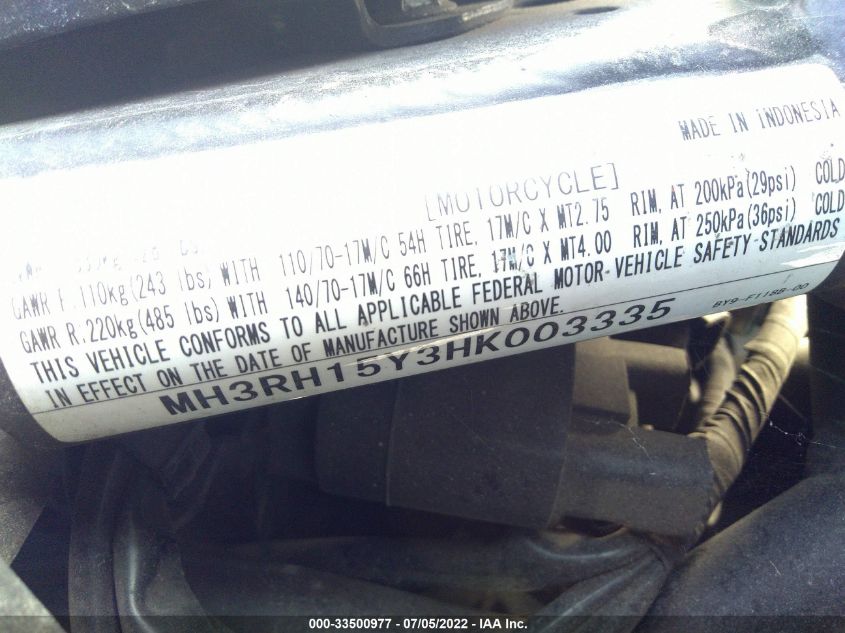 MADE IN INDONESIA
[MOTORCYCLE]
GAWR F. 110kg(243 lbs) WITH 110/70-17M/C 54H TIRE, 17M/C X MT2.75 RIM, AT 200kPa(29psi) COLD
GAWR R. 220kg(485 lbs) WITH 140/70-17M/C 66H TIRE, 17M/C X MT4.00 RIM, AT 250kPa(36psi) COLD
THIS VEHICLE CONFORMS TO ALL APPLICABLE FEDERAL MOTOR VEHICLE SAFETY STANDARDS
IN EFFECT ON THE DATE OF MANUFACTURE SHOWN ABOVE.
MH3RH15Y3HK003335
BY9-F118B-00
000-33500977 - 07/05/2022 - IAA Inc.